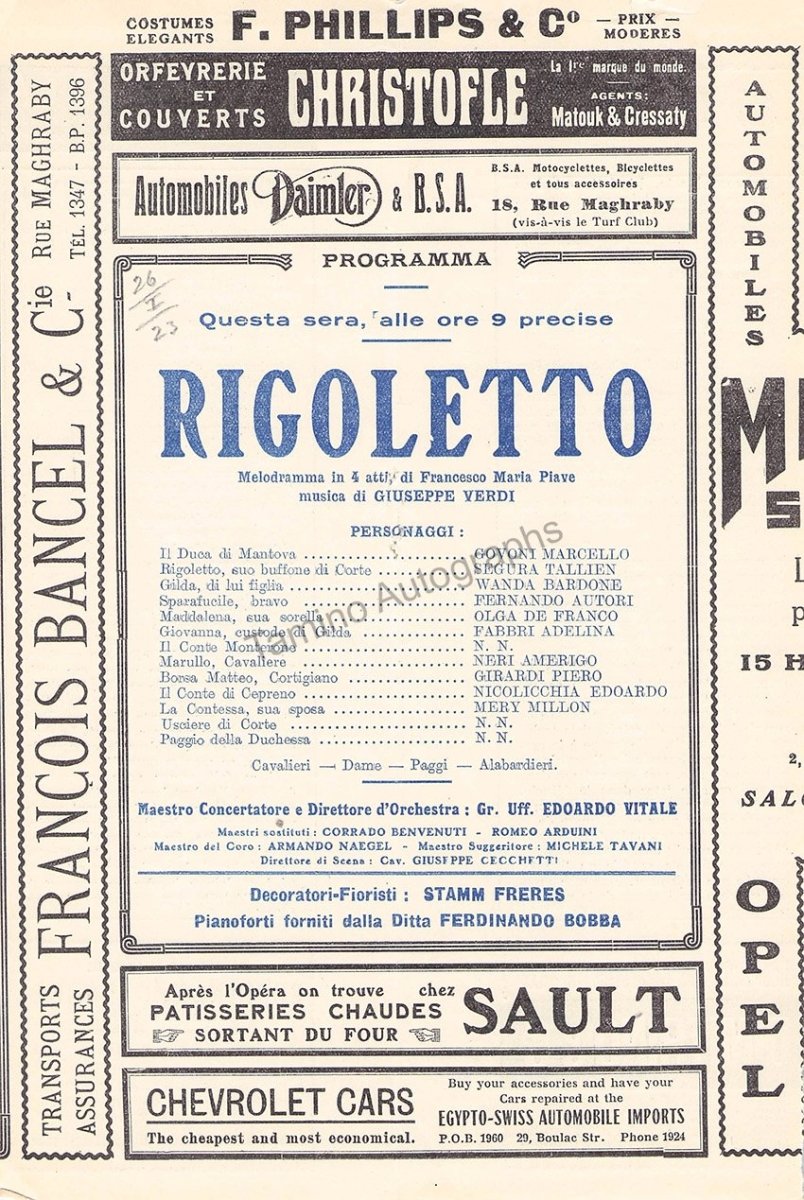 COSTUMES ELEGANTS F. PHILLIPS & Cº — PRIX — MODERES
ORFEVRERIE ET COUVERTS CHRISTOFLE La 1re marque du monde. AGENTS: Matouk & Cressaty
Automobiles Daimler & B.S.A.
B.S.A. Motocyclettes, Bicyclettes
et tous accessoires
18, Rue Maghraby
(vis-à-vis le Turf Club)
TRANSPORTS ASSURANCES FRANÇOIS BANCEL & Cie RUE MAGHRABY TÉL. 1347 - B.P. 1396
PROGRAMMA
26/I/23
Questa sera, alle ore 9 precise
RIGOLETTO
Melodramma in 4 atti, di Francesco Maria Piave
musica di GIUSEPPE VERDI
PERSONAGGI :
Il Duca di Mantova ........................ GOVONI MARCELLO
Rigoletto, suo buffone di Corte ............ SEGURA TALLIEN
Gilda, di lui figlia ........................ WANDA BARDONE
Sparafucile, bravo ........................ FERNANDO AUTORI
Maddalena, sua sorella .................. OLGA DE FRANCO
Giovanna, custode di Gilda ............... FABBRI ADELINA
Il Conte Monterone ..................... N. N.
Marullo, Cavaliere ........................ NERI AMERIGO
Borsa Matteo, Cortigiano .................. GIRARDI PIERO
Il Conte di Cepreno ..................... NICOLICCHIA EDOARDO
La Contessa, sua sposa .................. MERY MILLON
Usciere di Corte ........................ N. N.
Paggio della Duchessa ..................... N. N.
Cavalieri — Dame — Paggi — Alabardieri.
Maestro Concertatore e Direttore d'Orchestra : Gr. Uff. EDOARDO VITALE
Maestri sostituti : CORRADO BENVENUTI - ROMEO ARDUINI
Maestro del Coro : ARMANDO NAEGEL - Maestro Suggeritore : MICHELE TAVANI
Direttore di Scena : Cav. GIUSEPPE CECCHETTI
Decoratori-Fioristi : STAMM FRERES
Pianoforti forniti dalla Ditta FERDINANDO BOBBA
Tamino Autographs
Après l'Opéra on trouve chez
PATISSERIES CHAUDES
SORTANT DU FOUR
SAULT
CHEVROLET CARS
The cheapest and most economical.
Buy your accessories and have your
Cars repaired at the
EGYPTO-SWISS AUTOMOBILE IMPORTS
P.O.B. 1960 29, Boulac Str. Phone 1924
AUTOMOBILES
15 H
2,
SALO
OPEL